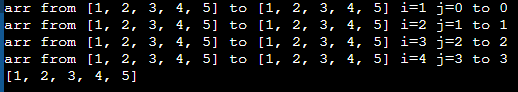 arr from [1, 2, 3, 4, 5] to [1, 2, 3, 4, 5] i=1 j=0 to 0
arr from [1, 2, 3, 4, 5] to [1, 2, 3, 4, 5] i=2 j=1 to 1
arr from [1, 2, 3, 4, 5] to [1, 2, 3, 4, 5] i=3 j=2 to 2
arr from [1, 2, 3, 4, 5] to [1, 2, 3, 4, 5] i=4 j=3 to 3
[1, 2, 3, 4, 5]